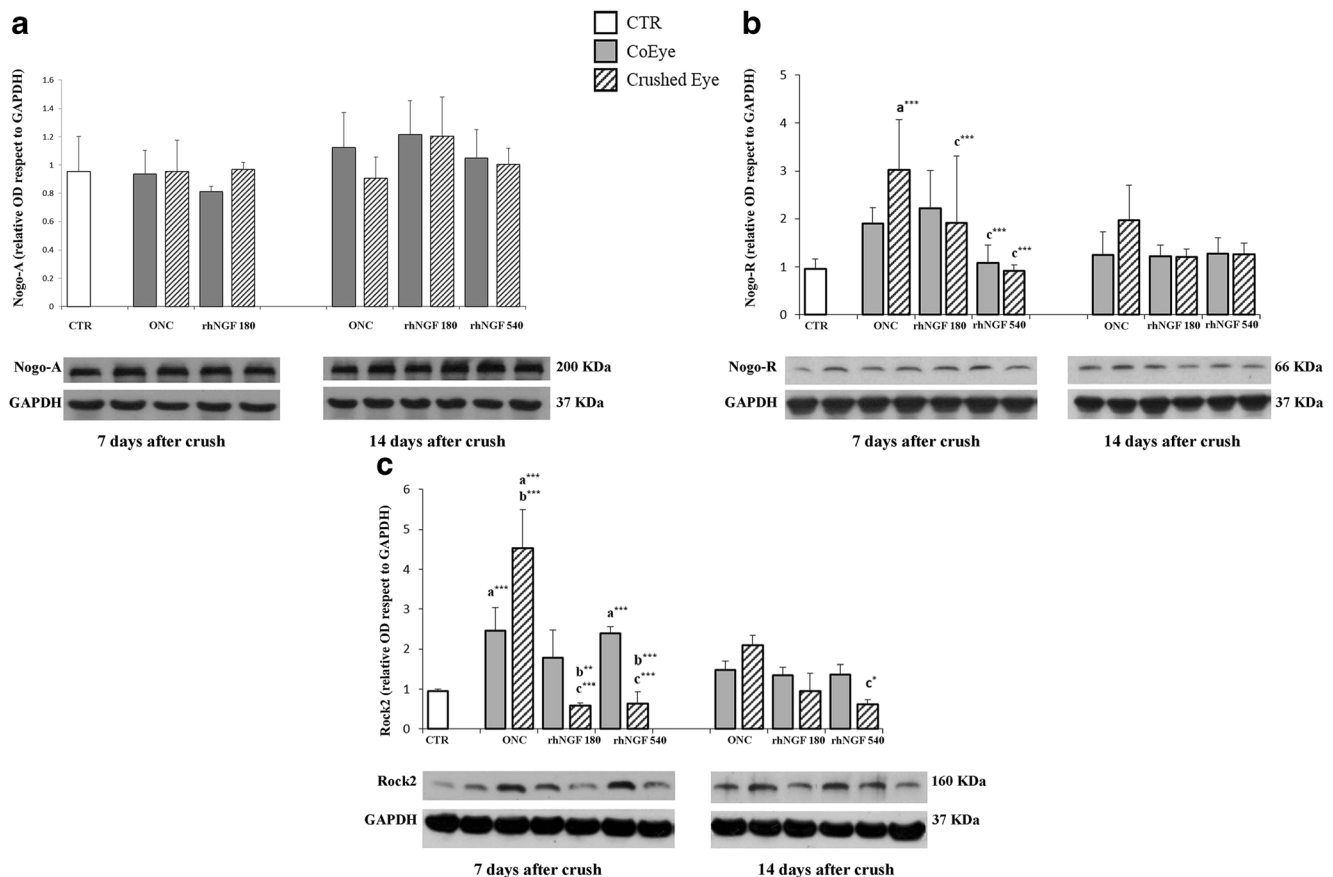 a
CTR
CoEye
Crushed Eye
Nogo-A (relative OD respect to GAPDH)
1.6
1.4
1.2
1
0.8
0.6
0.4
0.2
0
CTR ONC rhNGF 180 ONC rhNGF 180 rhNGF 540
Nogo-A 200 KDa
GAPDH 37 KDa
7 days after crush 14 days after crush
b
Nogo-R (relative OD respect to GAPDH)
5
4
3
2
1
0
a***
c***
c***
c***
CTR ONC rhNGF 180 rhNGF 540 ONC rhNGF 180 rhNGF 540
Nogo-R 66 KDa
GAPDH 37 KDa
7 days after crush 14 days after crush
c
Rock2 (relative OD respect to GAPDH)
6
5
4
3
2
1
0
a***
a***
b***
b**
c***
a***
b***
c***
c*
CTR ONC rhNGF 180 rhNGF 540 ONC rhNGF 180 rhNGF 540
Rock2 160 KDa
GAPDH 37 KDa
7 days after crush 14 days after crush